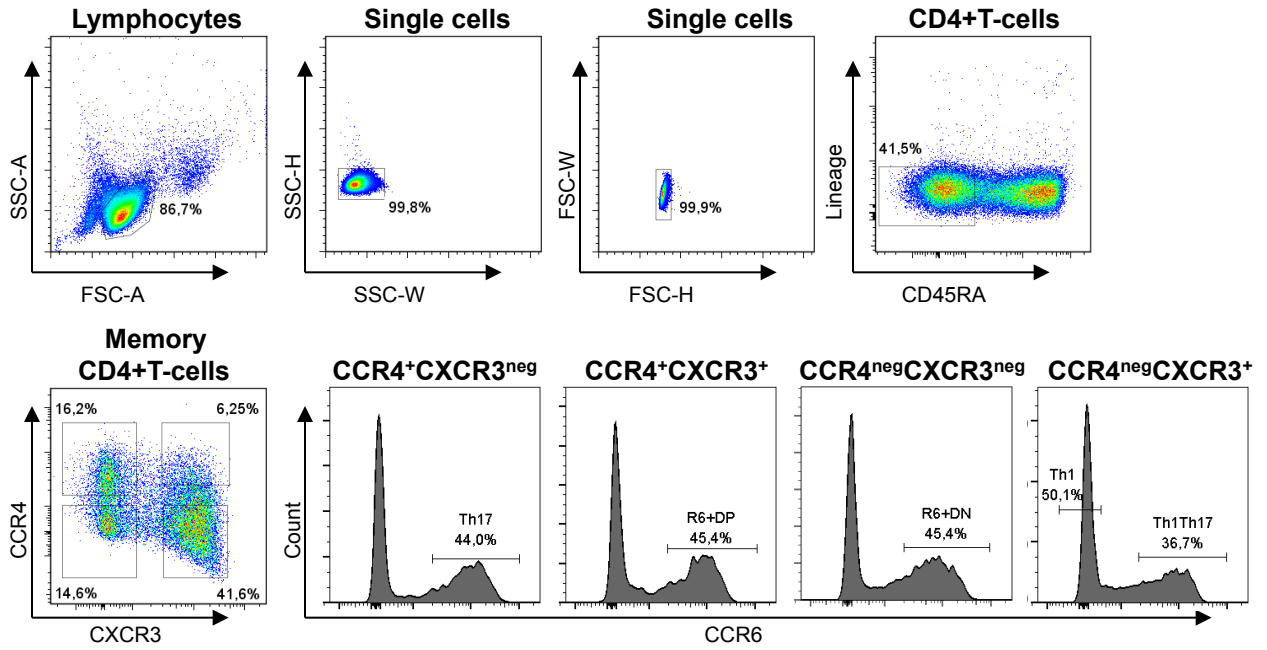 Lymphocytes
Single cells
Single cells
CD4+T-cells
SSC-A
86,7%
FSC-A
SSC-H
99,8%
SSC-W
FSC-W
99,9%
FSC-H
Lineage
41,5%
CD45RA
Memory
CD4+T-cells
CCR4
16,2%
6,25%
14,6%
41,6%
CXCR3
CCR4⁺CXCR3ⁿᵉᵍ
CCR4⁺CXCR3⁺
CCR4ⁿᵉᵍCXCR3ⁿᵉᵍ
CCR4ⁿᵉᵍCXCR3⁺
Count
Th17
44,0%
R6+DP
45,4%
R6+DN
45,4%
Th1
50,1%
Th1Th17
36,7%
CCR6